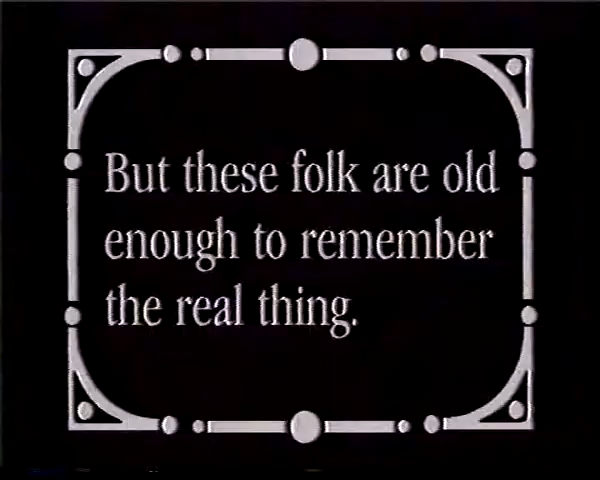 But these folk are old
enough to remember
the real thing.